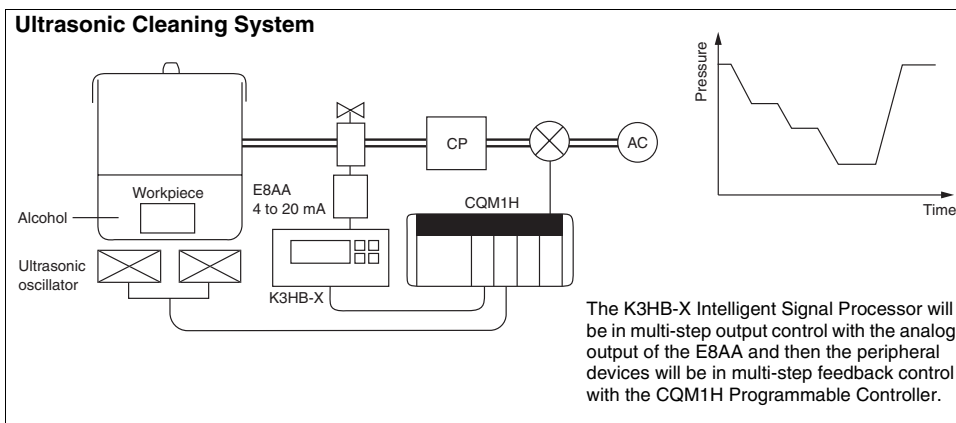 Ultrasonic Cleaning System
Pressure
Time
CP
AC
Workpiece
Alcohol
E8AA
4 to 20 mA
CQM1H
Ultrasonic
oscillator
K3HB-X
The K3HB-X Intelligent Signal Processor will
be in multi-step output control with the analog
output of the E8AA and then the peripheral
devices will be in multi-step feedback control
with the CQM1H Programmable Controller.